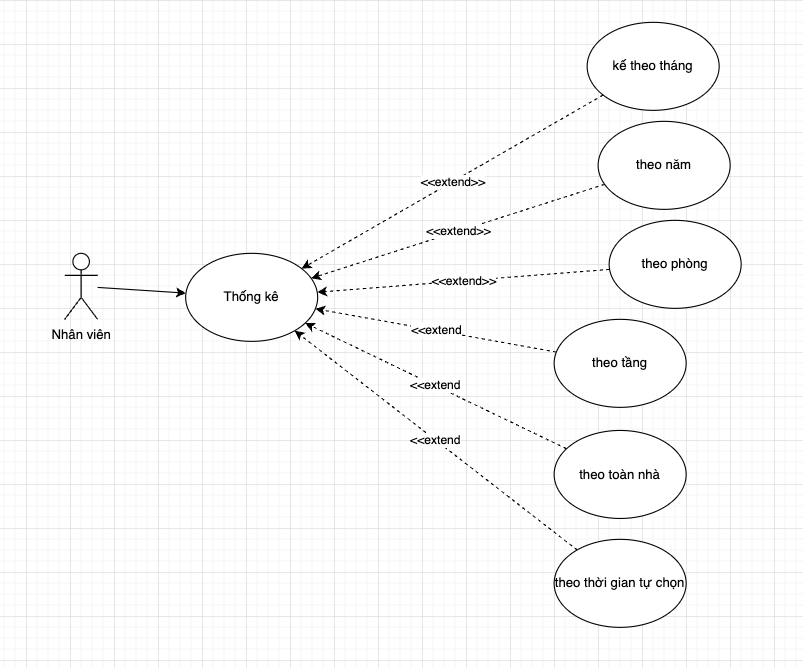 kế theo tháng
theo năm
<<extend>>
<<extend>>
theo phòng
<<extend>>
Thống kê
Nhân viên
<<extend
theo tầng
<<extend
<<extend
theo toàn nhà
theo thời gian tự chọn